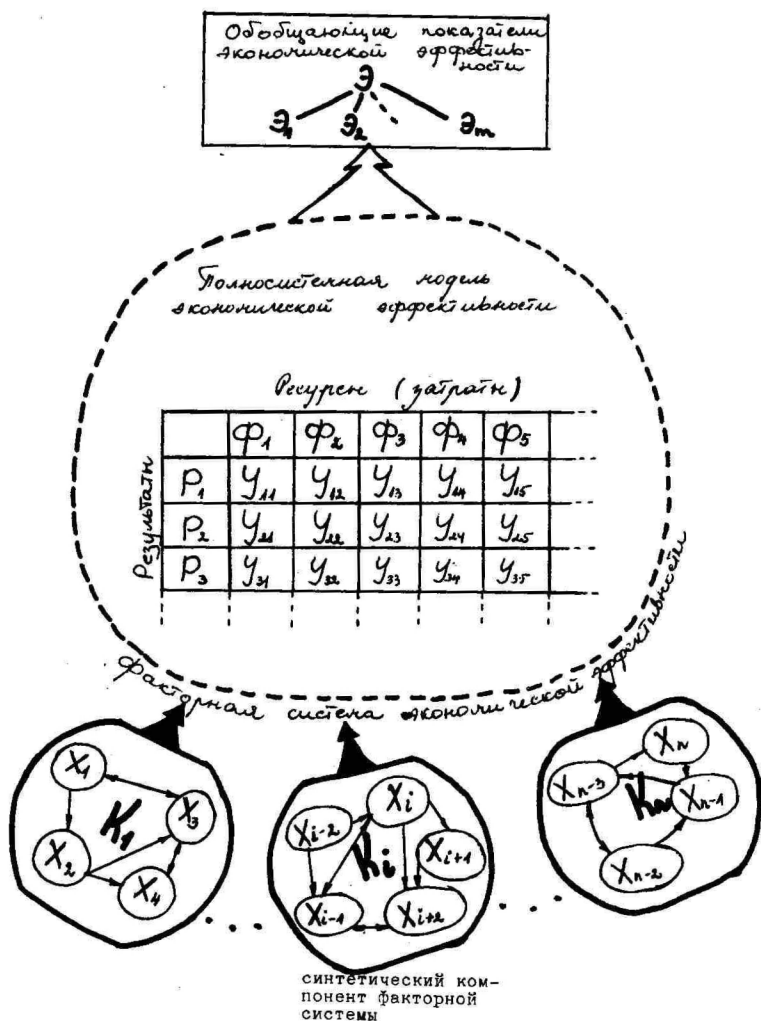 Обобщающие показатели
экономической эффектив-
ности
Э
Э₁ Э₂ Эₘ
Полносистемная модель
экономической эффективности
Ресурсы (затраты)
Ф₁ Ф₂ Ф₃ Ф₄ Ф₅
Результаты
Р₁ У₁₁ У₁₂ У₁₃ У₁₄ У₁₅
Р₂ У₂₁ У₂₂ У₂₃ У₂₄ У₂₅
Р₃ У₃₁ У₃₂ У₃₃ У₃₄ У₃₅
факторная система экономической эффективности
X₁ X₃ K₁ X₂ X₄
Xᵢ Xᵢ₋₂ Kᵢ Xᵢ₊₁ Xᵢ₋₁ Xᵢ₊₂
Xₙ Xₙ₋₃ Kₙ Xₙ₋₁ Xₙ₋₂
синтетический ком-
понент факторной
системы